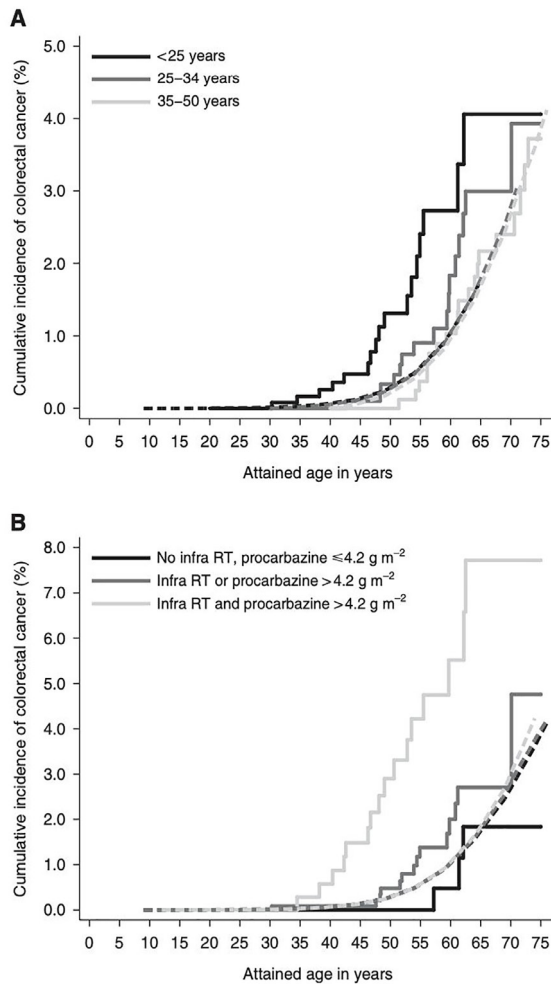 A
Cumulative incidence of colorectal cancer (%)
5.0
4.0
3.0
2.0
1.0
0.0
<25 years
25–34 years
35–50 years
0 5 10 15 20 25 30 35 40 45 50 55 60 65 70 75
Attained age in years
B
Cumulative incidence of colorectal cancer (%)
8.0
7.0
6.0
5.0
4.0
3.0
2.0
1.0
0.0
No infra RT, procarbazine ⩽4.2 g m−2
Infra RT or procarbazine >4.2 g m−2
Infra RT and procarbazine >4.2 g m−2
0 5 10 15 20 25 30 35 40 45 50 55 60 65 70 75
Attained age in years